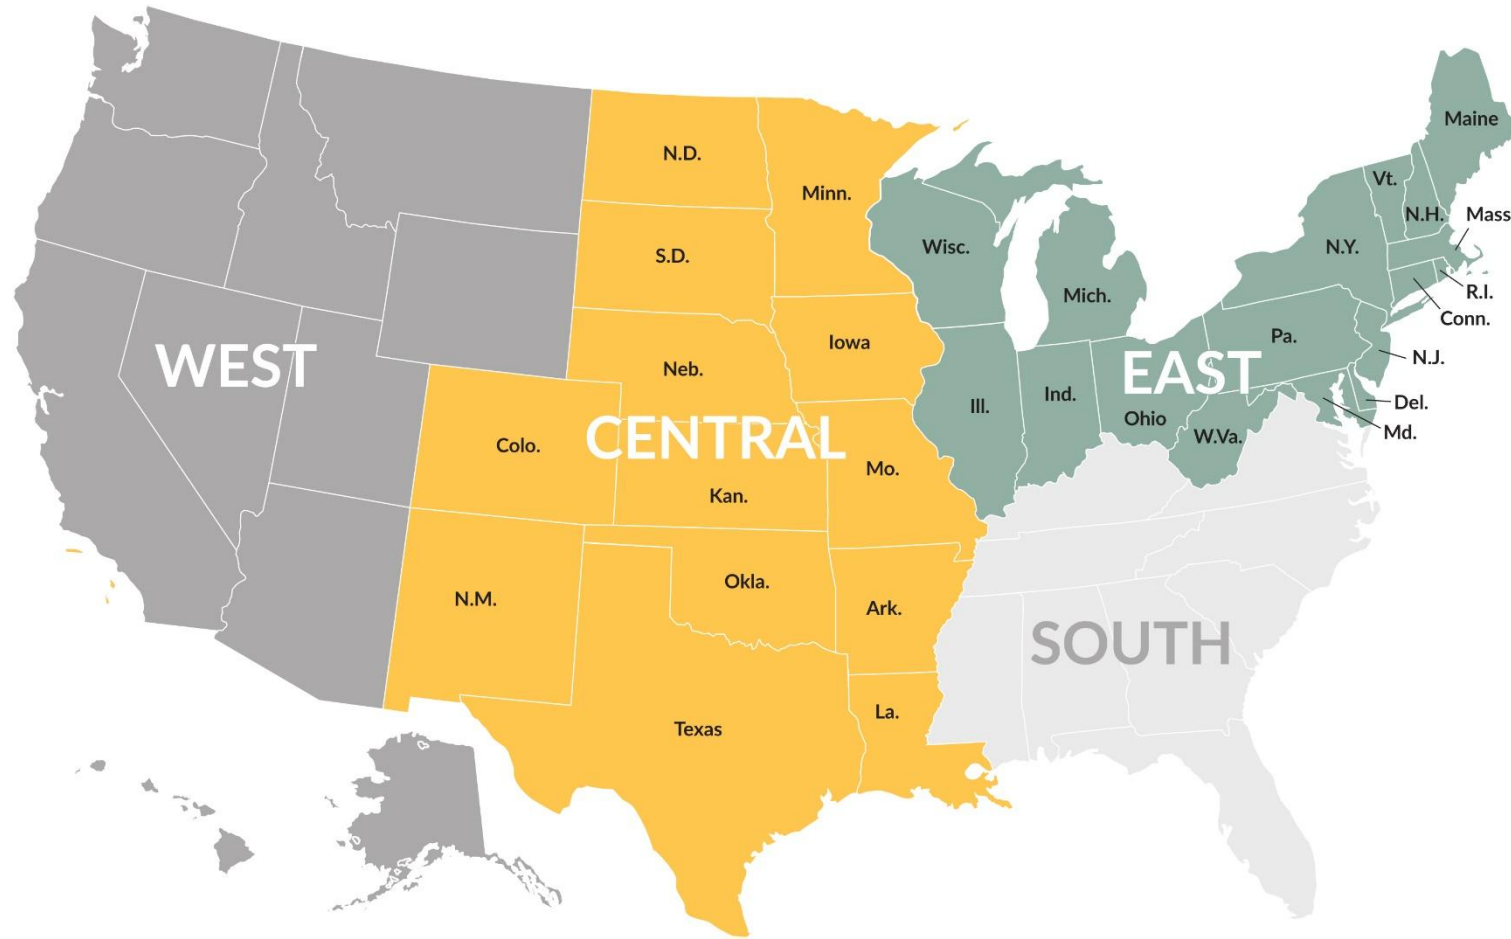 Maine
N.D.
Vt.
Minn.
N.H.
Mass
Wisc.
N.Y.
S.D.
Mich.
R.I.
Conn.
Pa.
Iowa
N.J.
WEST
Neb.
EAST
Ind.
Ill.
Del.
Ohio
Md.
W.Va.
CENTRAL
Colo.
Mo.
Kan.
Okla.
N.M.
Ark.
SOUTH
La.
Texas